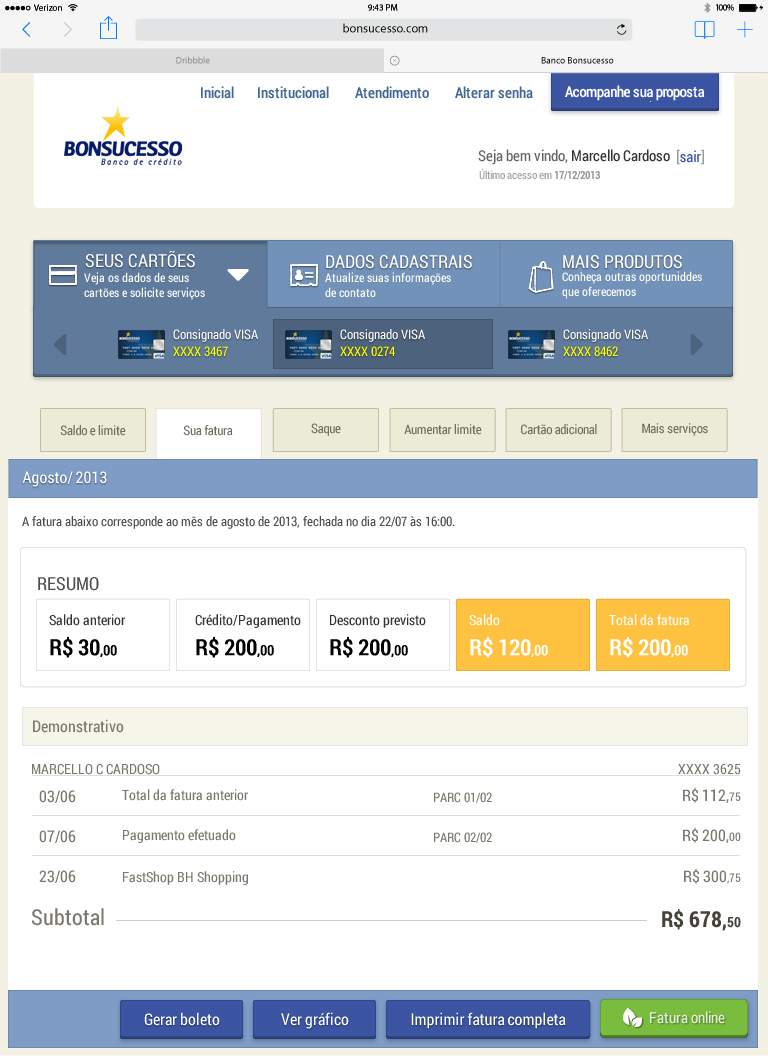 Verizon
9:43 PM
100%
bonsucesso.com
Dribbble
Banco Bonsucesso
Inicial
Institucional
Atendimento
Alterar senha
Acompanhe sua proposta
BONSUCESSO
Banco de crédito
Seja bem vindo, Marcello Cardoso [sair]
Último acesso em 17/12/2013
SEUS CARTÕES
Veja os dados de seus
cartões e solicite serviços
DADOS CADASTRAIS
Atualize suas informações
de contato
MAIS PRODUTOS
Conheça outras oportuniddes
que oferecemos
Consignado VISA
XXXX 3467
Consignado VISA
XXXX 0274
Consignado VISA
XXXX 8462
Saldo e limite
Sua fatura
Saque
Aumentar limite
Cartão adicional
Mais serviços
Agosto/ 2013
A fatura abaixo corresponde ao mês de agosto de 2013, fechada no dia 22/07 às 16:00.
RESUMO
Saldo anterior
R$ 30,00
Crédito/Pagamento
R$ 200,00
Desconto previsto
R$ 200,00
Saldo
R$ 120,00
Total da fatura
R$ 200,00
Demonstrativo
MARCELLO C CARDOSO XXXX 3625
03/06 Total da fatura anterior PARC 01/02 R$ 112,75
07/06 Pagamento efetuado PARC 02/02 R$ 200,00
23/06 FastShop BH Shopping R$ 300,75
Subtotal R$ 678,50
Gerar boleto
Ver gráfico
Imprimir fatura completa
Fatura online